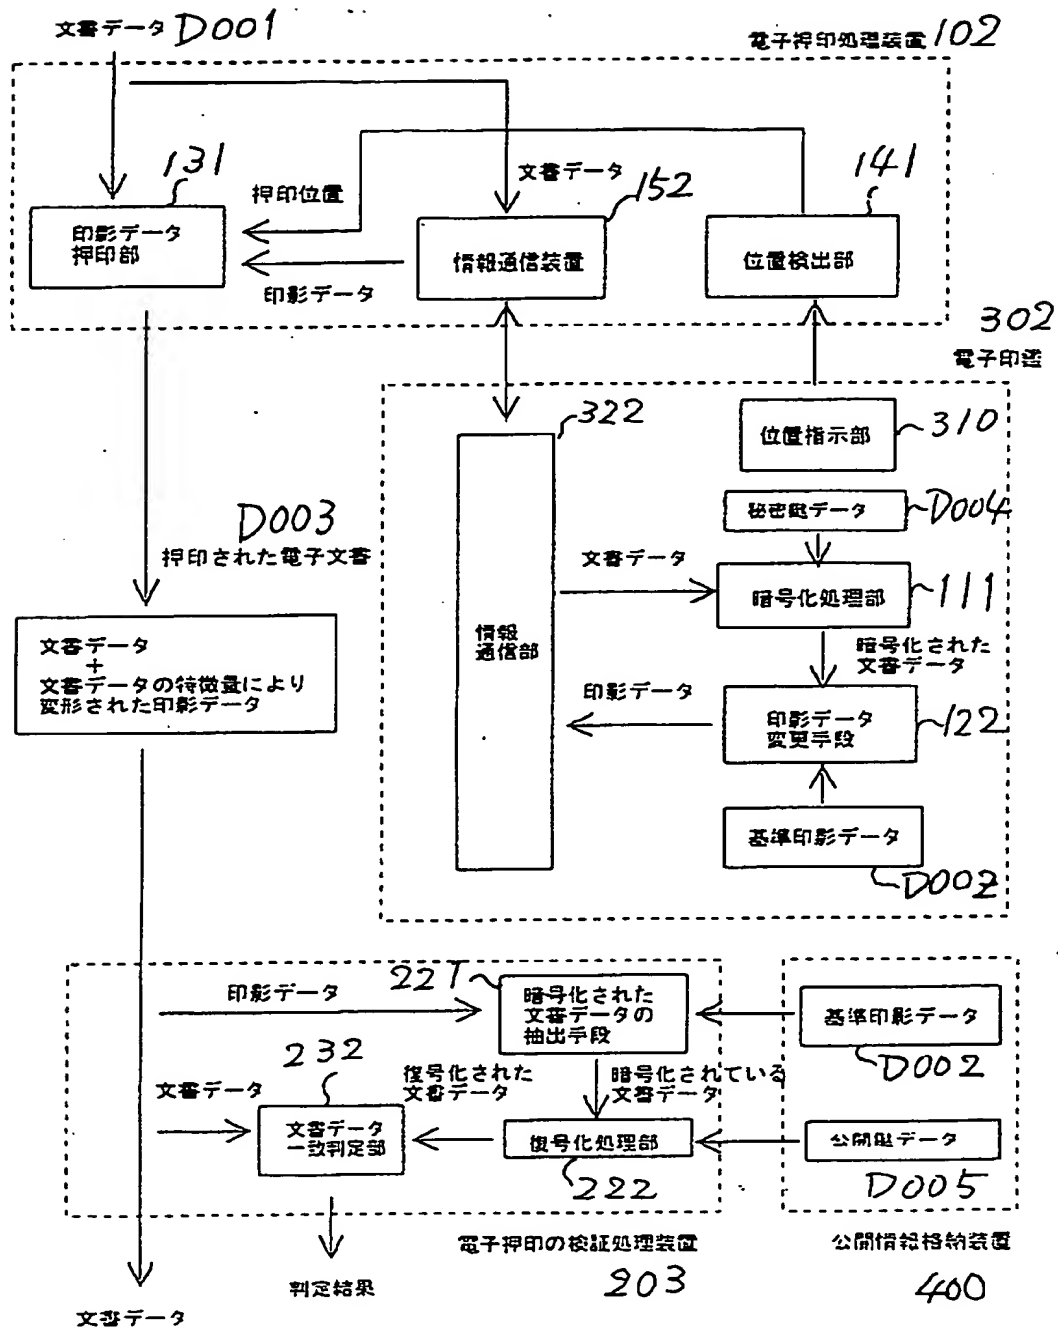 文書データ D001
電子押印処理装置 102
131
印影データ
押印部
押印位置
印影データ
文書データ
152
情報通信装置
141
位置検出部
302
電子印鑑
322
情報
通信部
位置指示部
310
秘密鍵データ
D004
文書データ
暗号化処理部
111
暗号化された
文書データ
印影データ
印影データ
変更手段
122
基準印影データ
D002
D003
押印された電子文書
文書データ
+
文書データの特徴量により
変形された印影データ
印影データ
221
暗号化された
文書データの
抽出手段
基準印影データ
D002
232
文書データ
復号化された
文書データ
暗号化されている
文書データ
文書データ
一致判定部
復号化処理部
222
公開鍵データ
D005
電子押印の検証処理装置
203
公開情報格納装置
400
判定結果
文書データ